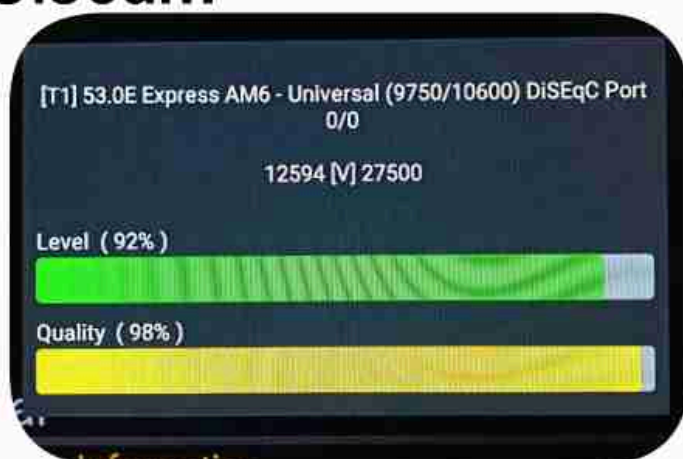 [T1] 53.0E Express AM6 - Universal (9750/10600) DiSEqC Port
0/0
12594 [V] 27500
Level ( 92% )
Quality ( 98% )